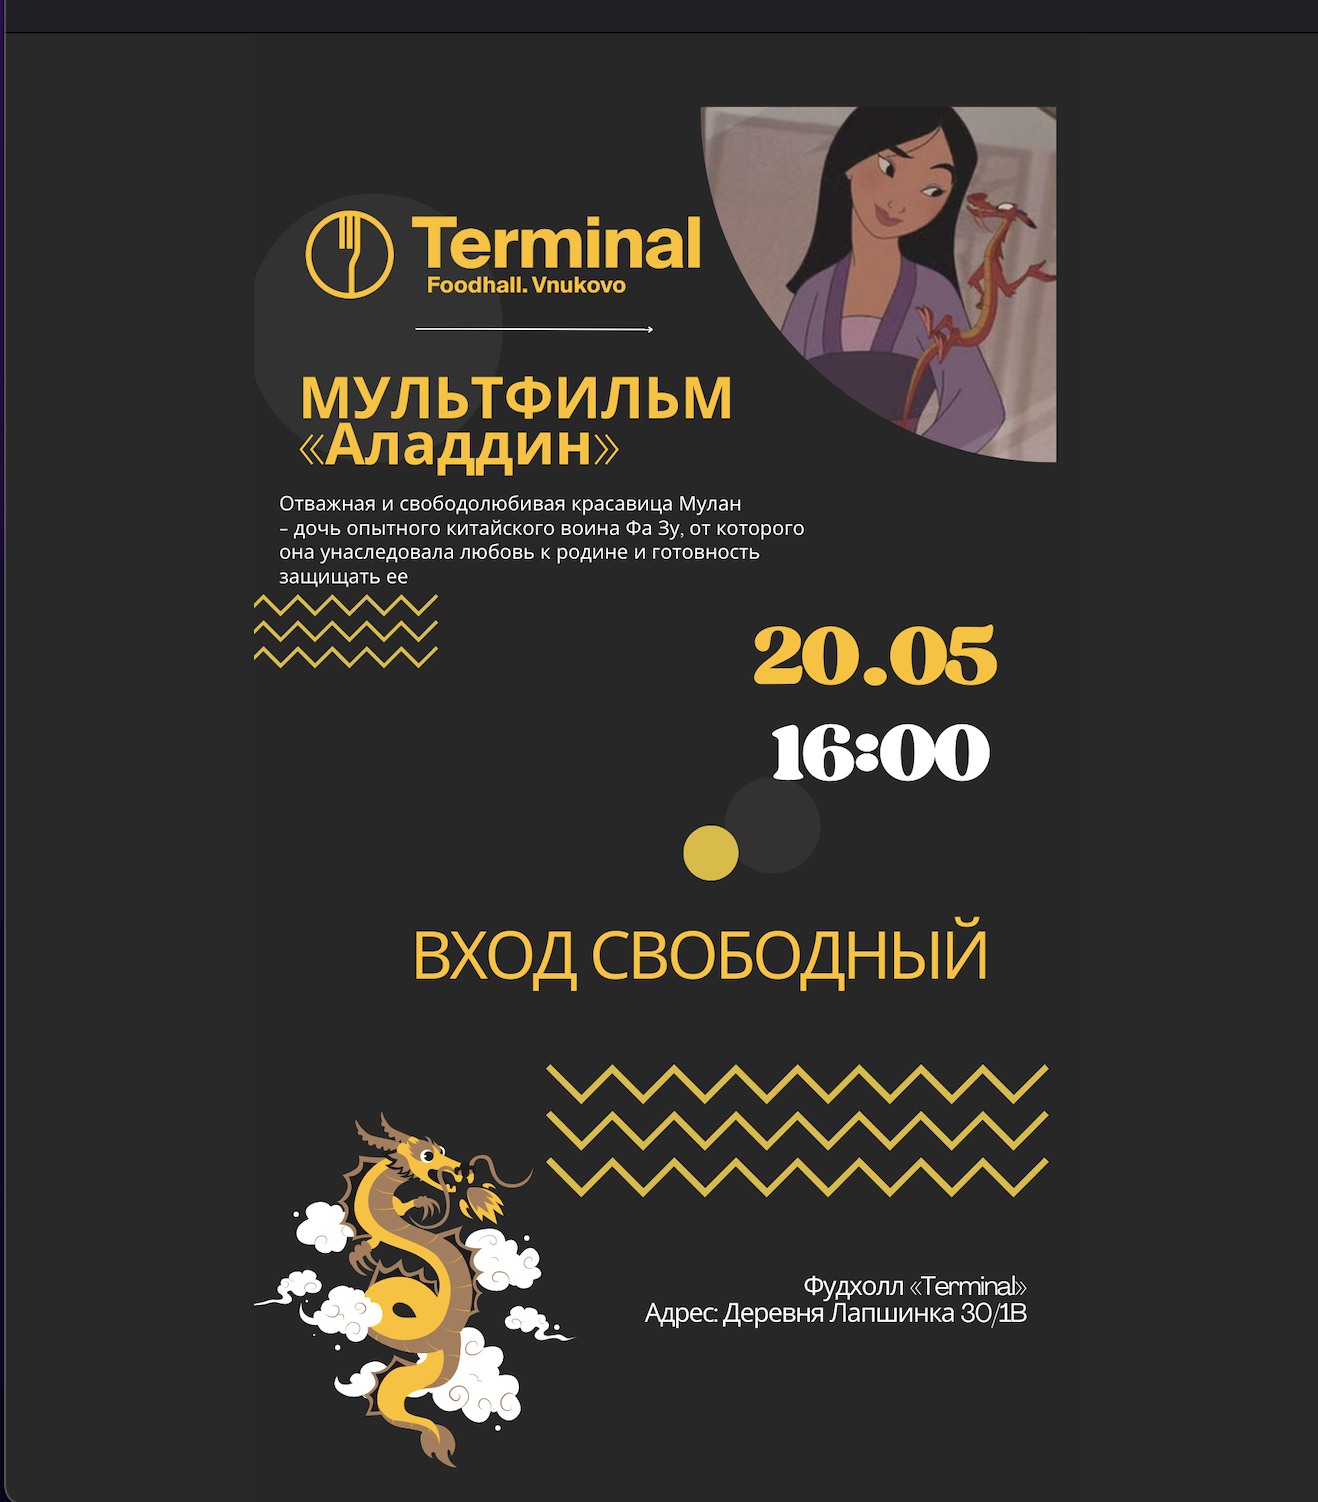 Terminal
Foodhall. Vnukovo
МУЛЬТФИЛЬМ
«Аладдин»
Отважная и свободолюбивая красавица Мулан
– дочь опытного китайского воина Фа Зу, от которого
она унаследовала любовь к родине и готовность
защищать ее
20.05
16:00
ВХОД СВОБОДНЫЙ
Фудхолл «Terminal»
Адрес: Деревня Лапшинка 30/1В